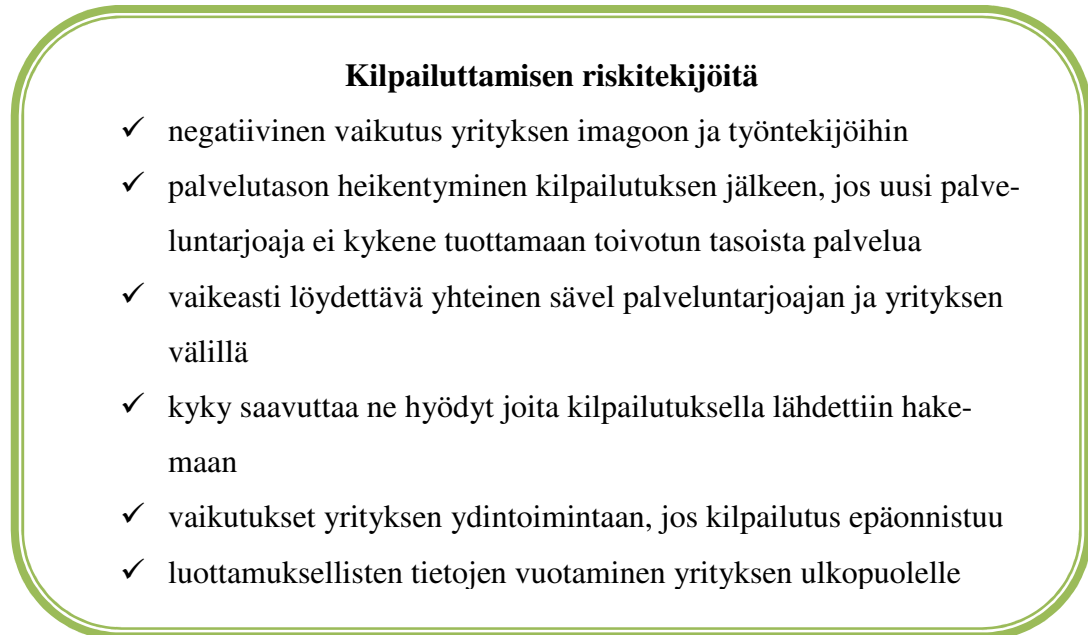 Kilpailuttamisen riskitekijöitä
✓ negatiivinen vaikutus yrityksen imagoon ja työntekijöihin
✓ palvelutason heikentyminen kilpailutuksen jälkeen, jos uusi palve-
luntarjoaja ei kykene tuottamaan toivotun tasoista palvelua
✓ vaikeasti löydettävä yhteinen sävel palveluntarjoajan ja yrityksen
välillä
✓ kyky saavuttaa ne hyödyt joita kilpailutuksella lähdettiin hake-
maan
✓ vaikutukset yrityksen ydintoimintaan, jos kilpailutus epäonnistuu
✓ luottamuksellisten tietojen vuotaminen yrityksen ulkopuolelle